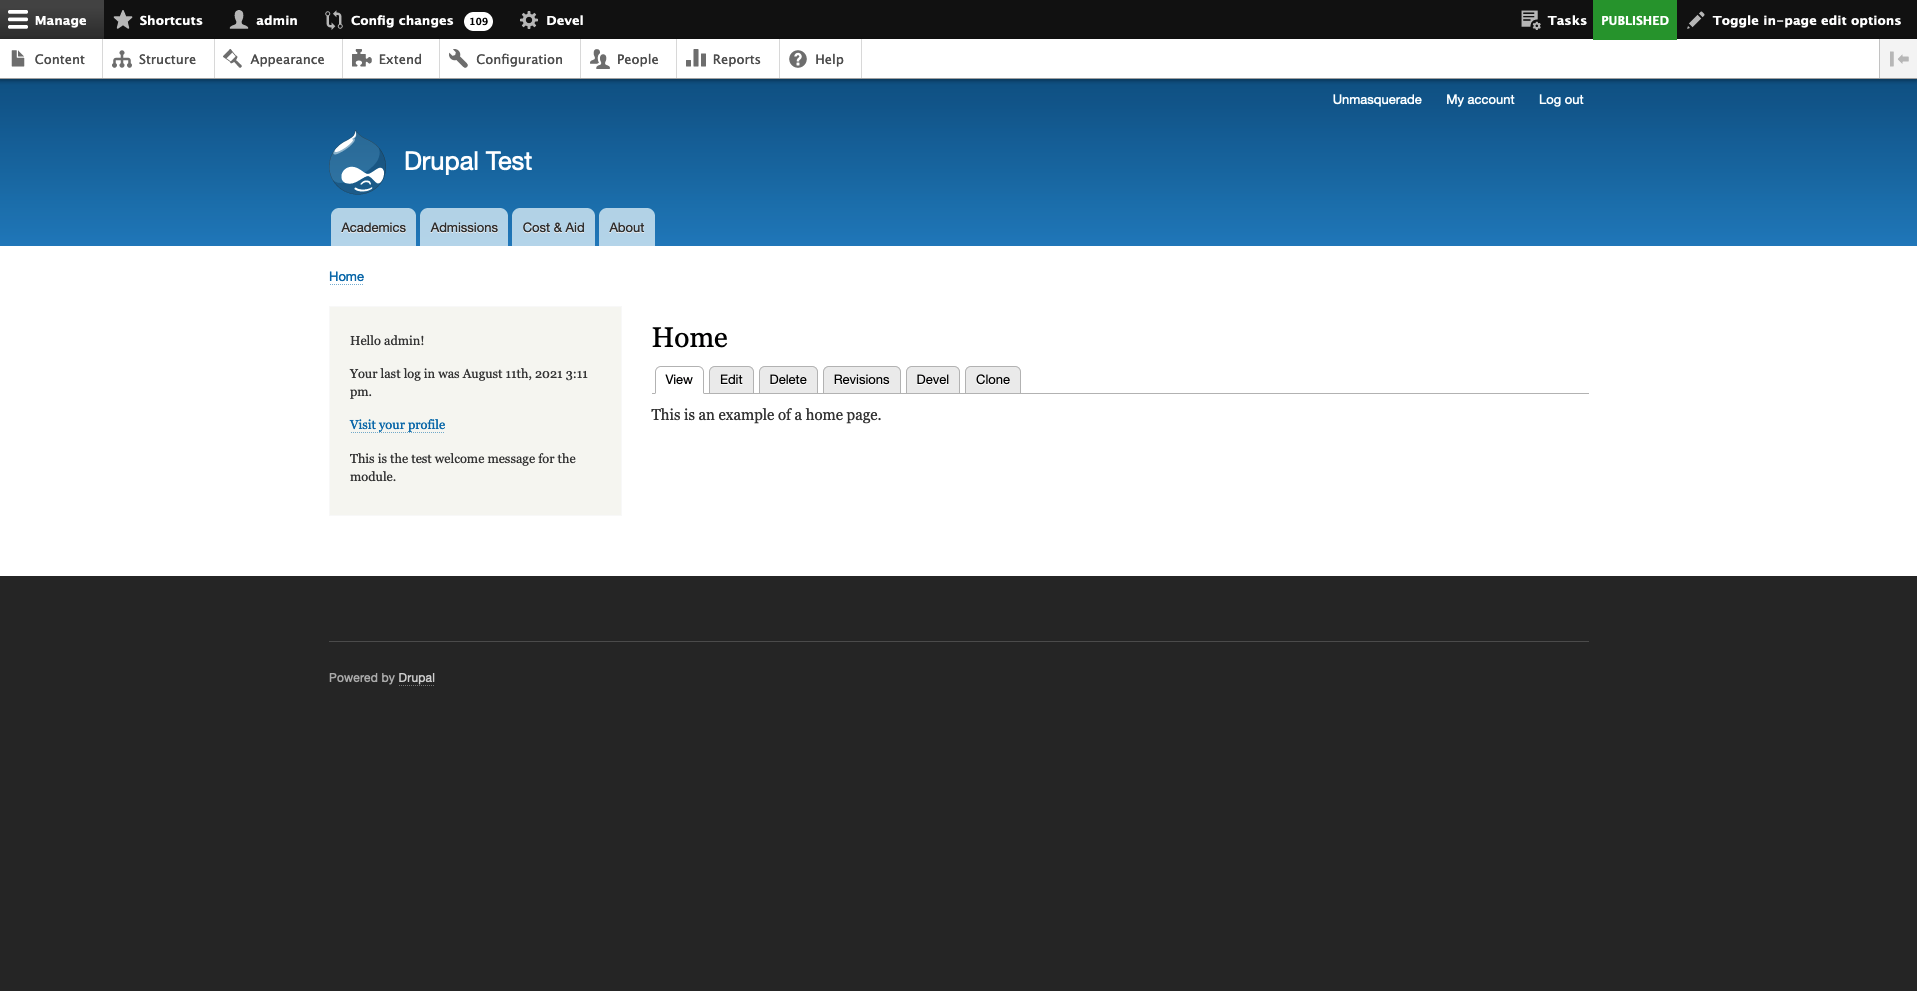 Manage Shortcuts admin Config changes 109 Devel Tasks PUBLISHED Toggle in-page edit options
Content Structure Appearance Extend Configuration People Reports Help
Unmasquerade My account Log out
Drupal Test
Academics Admissions Cost & Aid About
Home
Hello admin!
Your last log in was August 11th, 2021 3:11
pm.
Visit your profile
This is the test welcome message for the
module.
Home
View Edit Delete Revisions Devel Clone
This is an example of a home page.
Powered by Drupal